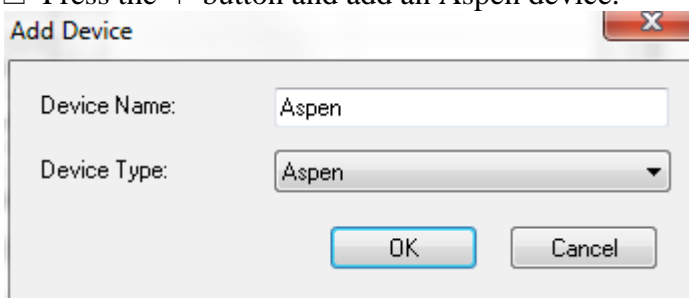 □ Press the '+' button and add an Aspen device.
Add Device
Device Name: Aspen
Device Type: Aspen
OK Cancel